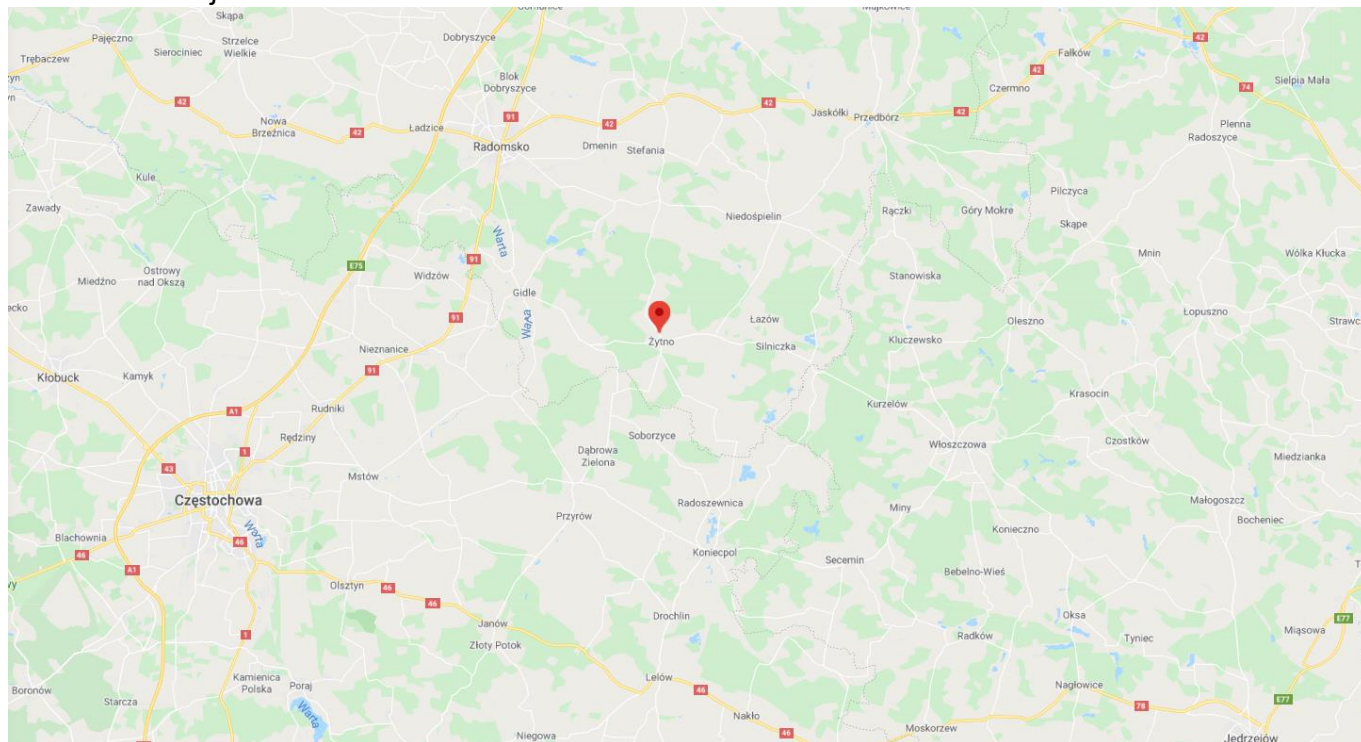 Skąpa
Pajęczno
Sierociniec
Strzelce
Wielkie
Dobryszyce
Fałków
42
Trębaczew
Blok
Dobryszyce
42
Czermno
Sielpia Mała
74
42
42
Nowa
Brzeźnica
42
Ładzice
91
42
Jaskółki
Przedbórz
42
Plenna
Radoszyce
Radomsko
Dmenin
Stefania
Kule
Pilczyca
Zawady
Niedośpielin
Rączki
Góry Mokre
Skąpe
Warta
Mnin
Wólka Kłucka
91
E75
Ostrowy
nad Okszą
Miedźno
Widzów
Stanowiska
Gidle
Warta
91
Żytno
Łazów
Silniczka
Kluczewsko
Oleszno
Łopuszno
Nieznanice
91
Kłobuck
Kamyk
Krasocin
A1
Rudniki
Kurzelów
Rędziny
1
Soborzyce
Dąbrowa
Zielona
Włoszczowa
Czostków
Miedzianka
43
Mstów
Częstochowa
Radoszewnica
Małogoszcz
Miny
Bocheniec
Przyrów
Konieczno
Warta
Blachownia
46
46
Koniecpol
Secemin
A1
Bebelno-Wieś
Olsztyn
46
46
Janów
Drochlin
Oksa
E77
1
Złoty Potok
Radków
Tyniec
Miąsowa
Kamienica
Polska
Poraj
Lelów
Boronów
46
Nagłowice
Starcza
Warta
78
E77
Nakło
Moskorzew
Niegowa
46
Jędrzejów